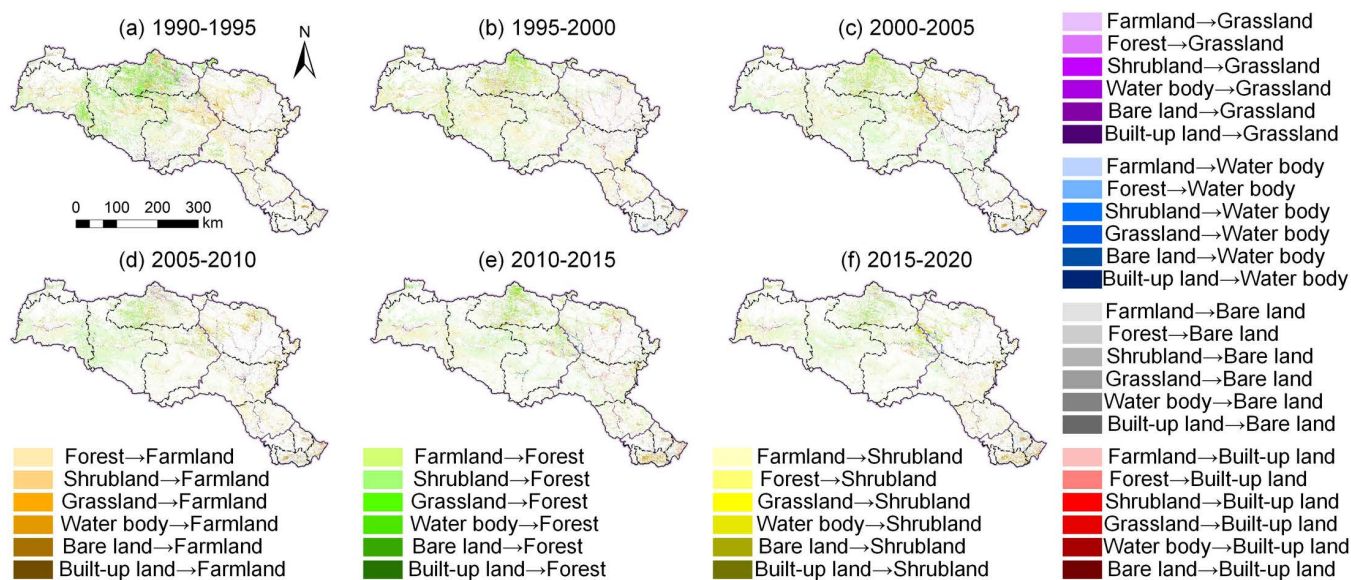 (a) 1990-1995
N
(b) 1995-2000
(c) 2000-2005
0 100 200 300
km
(d) 2005-2010
(e) 2010-2015
(f) 2015-2020
Forest→Farmland
Shrubland→Farmland
Grassland→Farmland
Water body→Farmland
Bare land→Farmland
Built-up land→Farmland
Farmland→Forest
Shrubland→Forest
Grassland→Forest
Water body→Forest
Bare land→Forest
Built-up land→Forest
Farmland→Shrubland
Forest→Shrubland
Grassland→Shrubland
Water body→Shrubland
Bare land→Shrubland
Built-up land→Shrubland
Farmland→Grassland
Forest→Grassland
Shrubland→Grassland
Water body→Grassland
Bare land→Grassland
Built-up land→Grassland
Farmland→Water body
Forest→Water body
Shrubland→Water body
Grassland→Water body
Bare land→Water body
Built-up land→Water body
Farmland→Bare land
Forest→Bare land
Shrubland→Bare land
Grassland→Bare land
Water body→Bare land
Built-up land→Bare land
Farmland→Built-up land
Forest→Built-up land
Shrubland→Built-up land
Grassland→Built-up land
Water body→Built-up land
Bare land→Built-up land